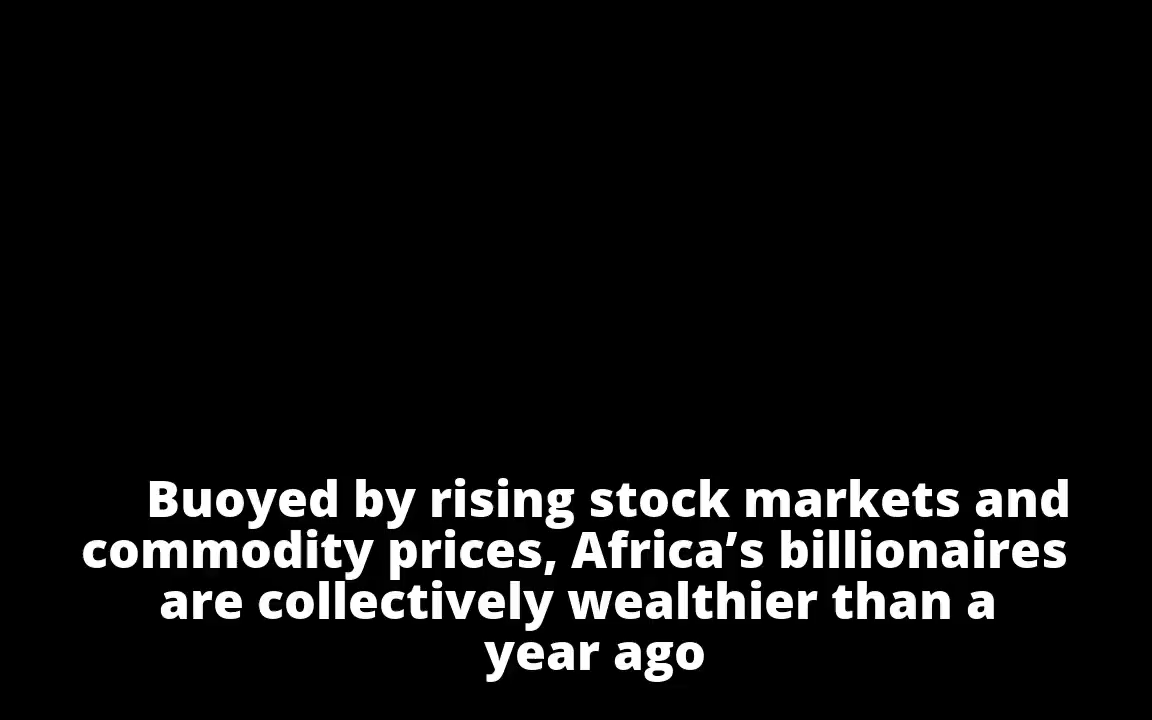 Buoyed by rising stock markets and
commodity prices, Africa’s billionaires
are collectively wealthier than a
year ago